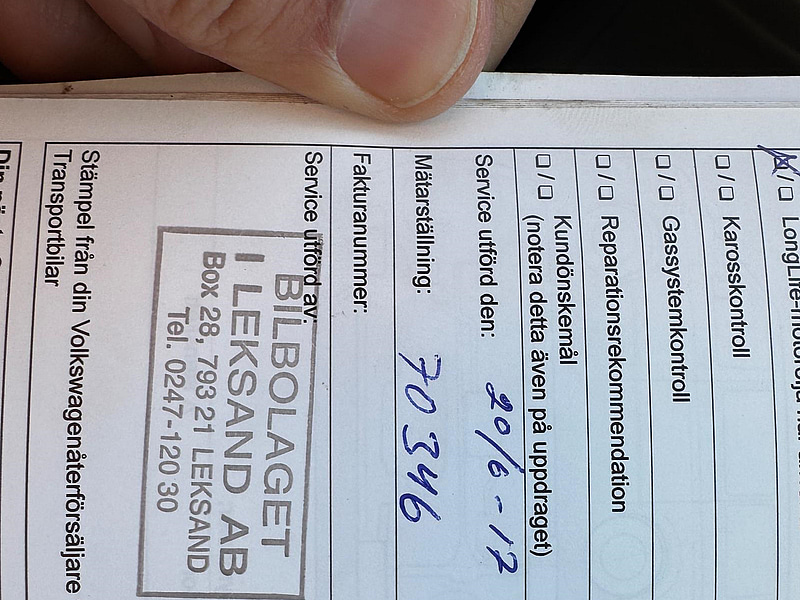 ☒ / ☐ LongLife-motorolja
☐ / ☐ Karosskontroll
☐ / ☐ Gassystemkontroll
☐ / ☐ Reparationsrekommendation
☐ / ☐ Kundönskemål
(notera detta även på uppdraget)
Service utförd den: 20/6-17
Mätarställning: 70346
Fakturanummer:
Service utförd av:
BILBOLAGET
I LEKSAND AB
Box 28, 793 21 LEKSAND
Tel. 0247-120 30
Stämpel från din Volkswagenåterförsäljare
Transportbilar